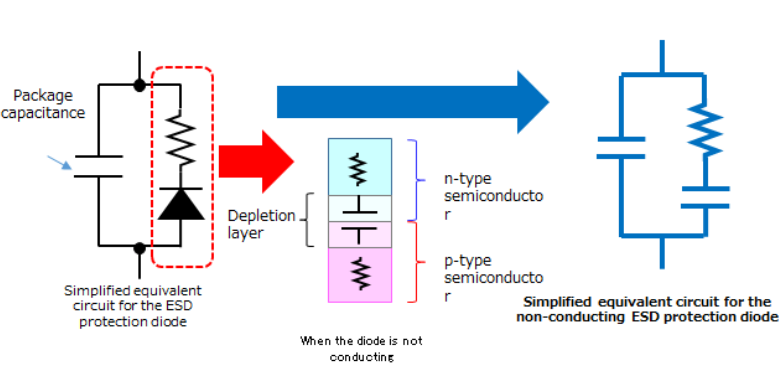 Package
capacitance
Simplified equivalent
circuit for the ESD
protection diode
Depletion
layer
n-type
semiconducto
r
p-type
semiconducto
r
When the diode is not
conducting
Simplified equivalent circuit for the
non-conducting ESD protection diode